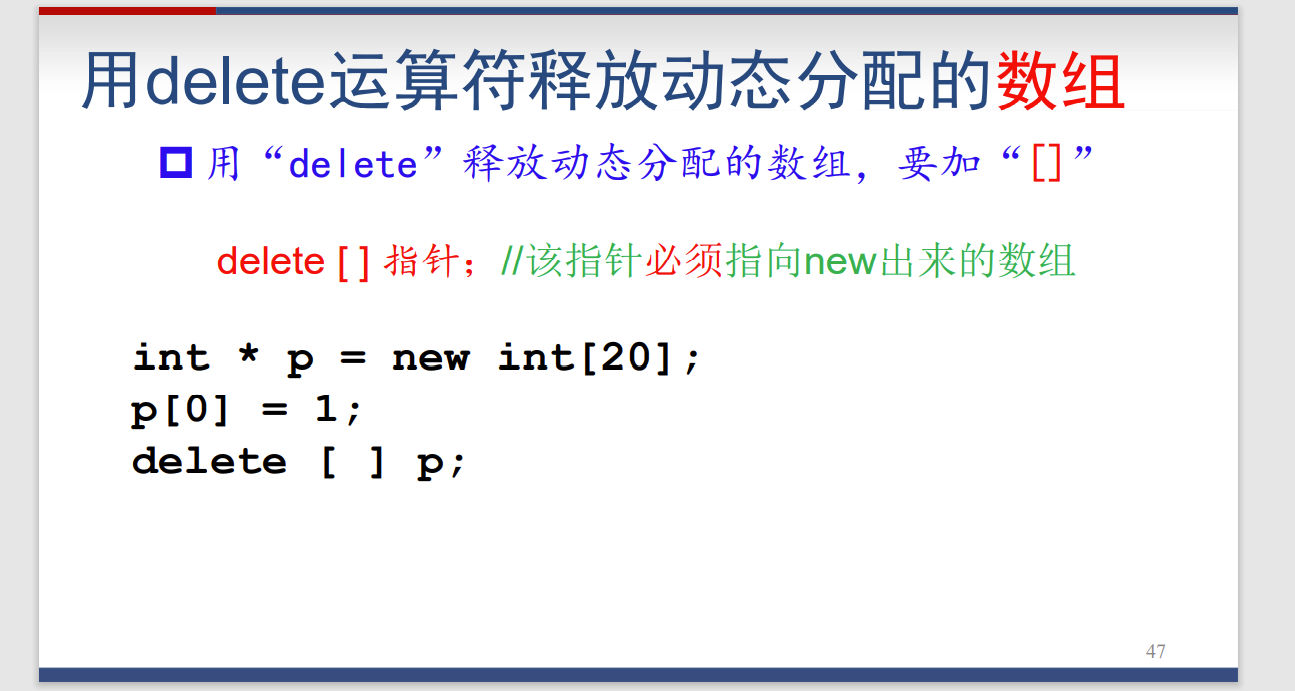 用delete运算符释放动态分配的数组
用“delete”释放动态分配的数组，要加“[]”
delete [ ] 指针；//该指针必须指向new出来的数组
int * p = new int[20];
p[0] = 1;
delete [ ] p;
47